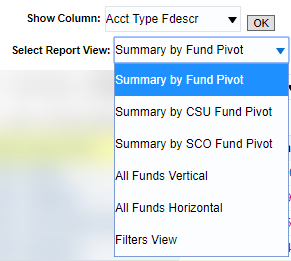 Show Column: Acct Type Fdescr OK
Select Report View: Summary by Fund Pivot
Summary by Fund Pivot
Summary by CSU Fund Pivot
Summary by SCO Fund Pivot
All Funds Vertical
All Funds Horizontal
Filters View